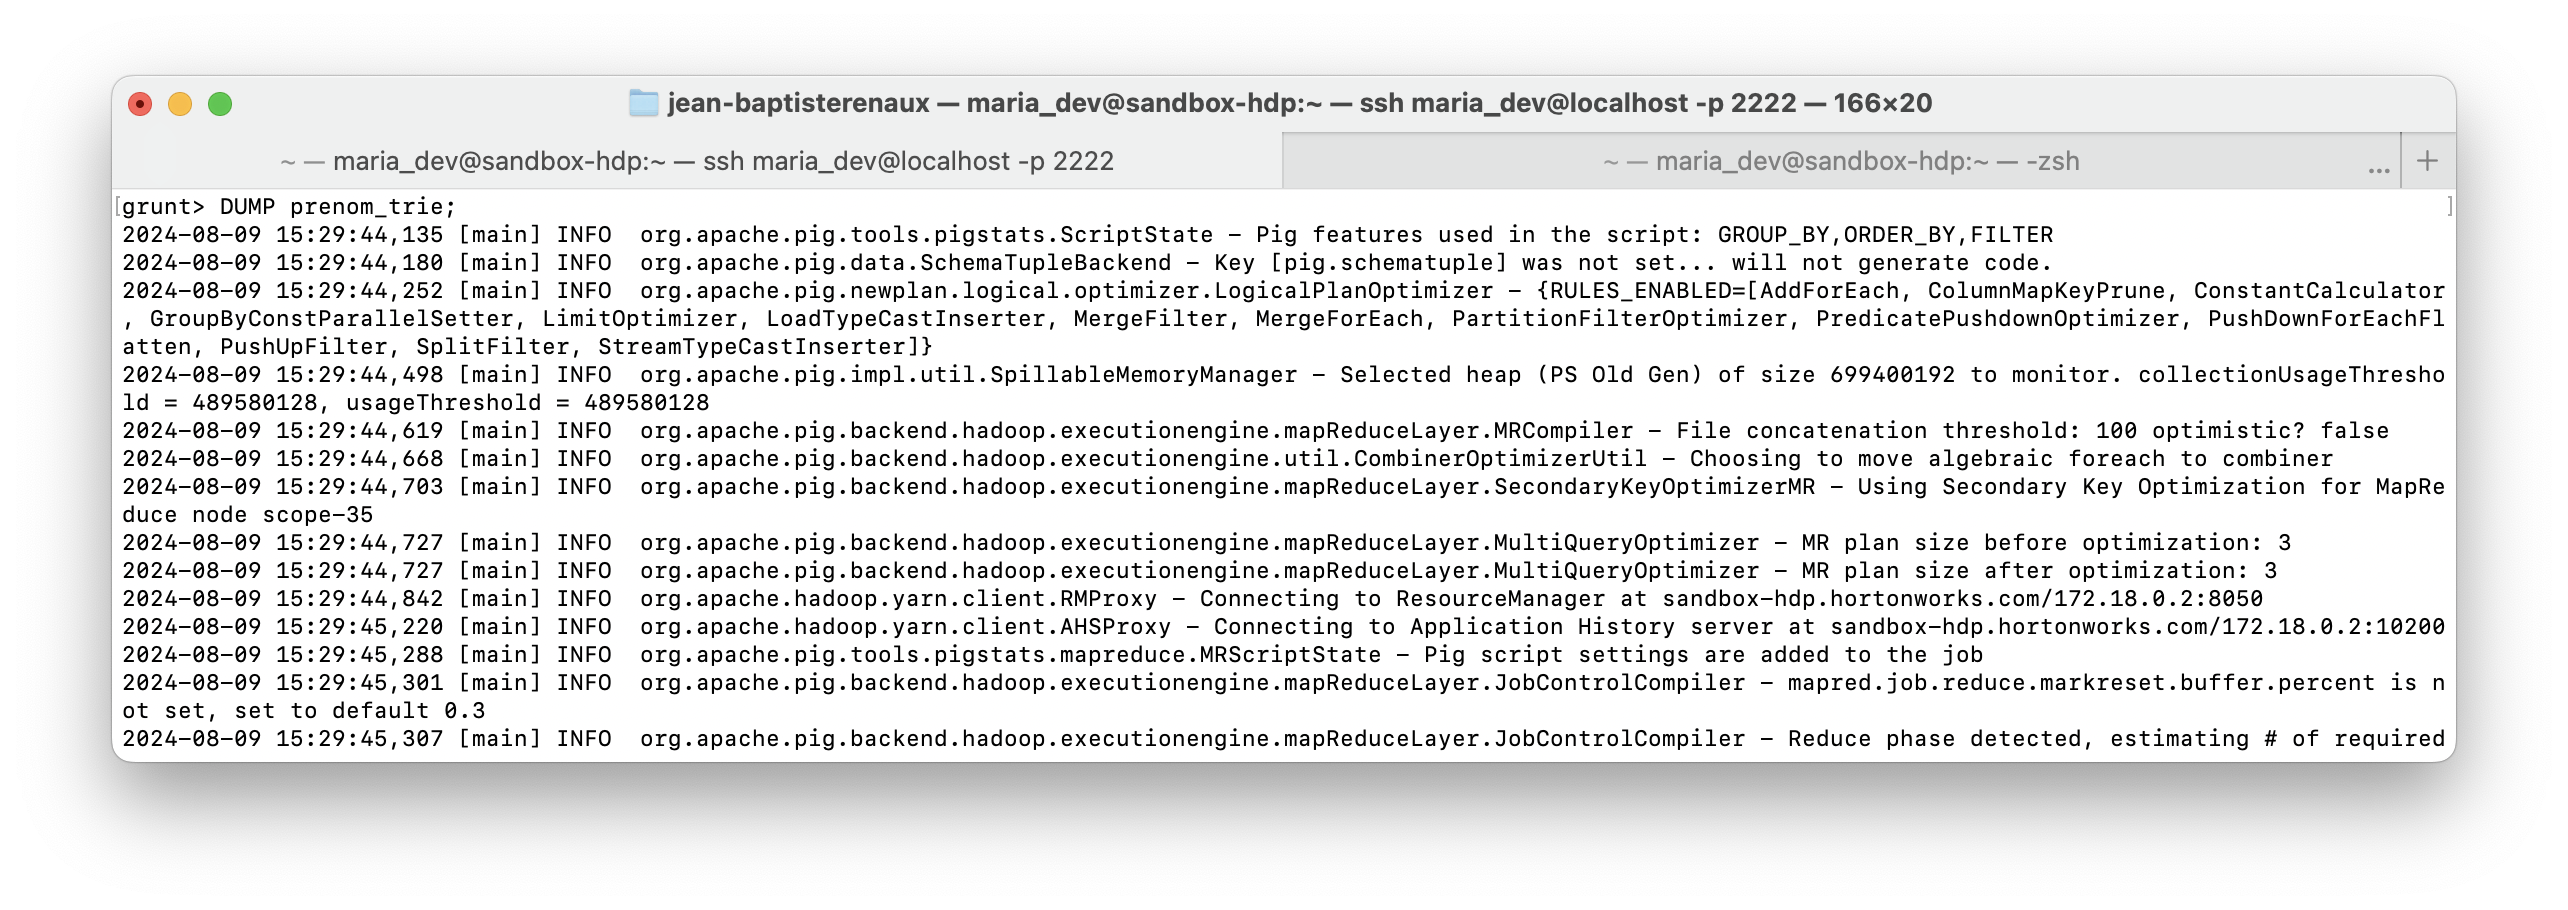 jean-baptisterenaux — maria_dev@sandbox-hdp:~ — ssh maria_dev@localhost -p 2222 — 166×20
~ — maria_dev@sandbox-hdp:~ — ssh maria_dev@localhost -p 2222
~ — maria_dev@sandbox-hdp:~ — -zsh
... +
[grunt> DUMP prenom_trie; ]
2024-08-09 15:29:44,135 [main] INFO  org.apache.pig.tools.pigstats.ScriptState - Pig features used in the script: GROUP_BY,ORDER_BY,FILTER
2024-08-09 15:29:44,180 [main] INFO  org.apache.pig.data.SchemaTupleBackend - Key [pig.schematuple] was not set... will not generate code.
2024-08-09 15:29:44,252 [main] INFO  org.apache.pig.newplan.logical.optimizer.LogicalPlanOptimizer - {RULES_ENABLED=[AddForEach, ColumnMapKeyPrune, ConstantCalculator
, GroupByConstParallelSetter, LimitOptimizer, LoadTypeCastInserter, MergeFilter, MergeForEach, PartitionFilterOptimizer, PredicatePushdownOptimizer, PushDownForEachFl
atten, PushUpFilter, SplitFilter, StreamTypeCastInserter]}
2024-08-09 15:29:44,498 [main] INFO  org.apache.pig.impl.util.SpillableMemoryManager - Selected heap (PS Old Gen) of size 699400192 to monitor. collectionUsageThresho
ld = 489580128, usageThreshold = 489580128
2024-08-09 15:29:44,619 [main] INFO  org.apache.pig.backend.hadoop.executionengine.mapReduceLayer.MRCompiler - File concatenation threshold: 100 optimistic? false
2024-08-09 15:29:44,668 [main] INFO  org.apache.pig.backend.hadoop.executionengine.util.CombinerOptimizerUtil - Choosing to move algebraic foreach to combiner
2024-08-09 15:29:44,703 [main] INFO  org.apache.pig.backend.hadoop.executionengine.mapReduceLayer.SecondaryKeyOptimizerMR - Using Secondary Key Optimization for MapRe
duce node scope-35
2024-08-09 15:29:44,727 [main] INFO  org.apache.pig.backend.hadoop.executionengine.mapReduceLayer.MultiQueryOptimizer - MR plan size before optimization: 3
2024-08-09 15:29:44,727 [main] INFO  org.apache.pig.backend.hadoop.executionengine.mapReduceLayer.MultiQueryOptimizer - MR plan size after optimization: 3
2024-08-09 15:29:44,842 [main] INFO  org.apache.hadoop.yarn.client.RMProxy - Connecting to ResourceManager at sandbox-hdp.hortonworks.com/172.18.0.2:8050
2024-08-09 15:29:45,220 [main] INFO  org.apache.hadoop.yarn.client.AHSProxy - Connecting to Application History server at sandbox-hdp.hortonworks.com/172.18.0.2:10200
2024-08-09 15:29:45,288 [main] INFO  org.apache.pig.tools.pigstats.mapreduce.MRScriptState - Pig script settings are added to the job
2024-08-09 15:29:45,301 [main] INFO  org.apache.pig.backend.hadoop.executionengine.mapReduceLayer.JobControlCompiler - mapred.job.reduce.markreset.buffer.percent is n
ot set, set to default 0.3
2024-08-09 15:29:45,307 [main] INFO  org.apache.pig.backend.hadoop.executionengine.mapReduceLayer.JobControlCompiler - Reduce phase detected, estimating # of required